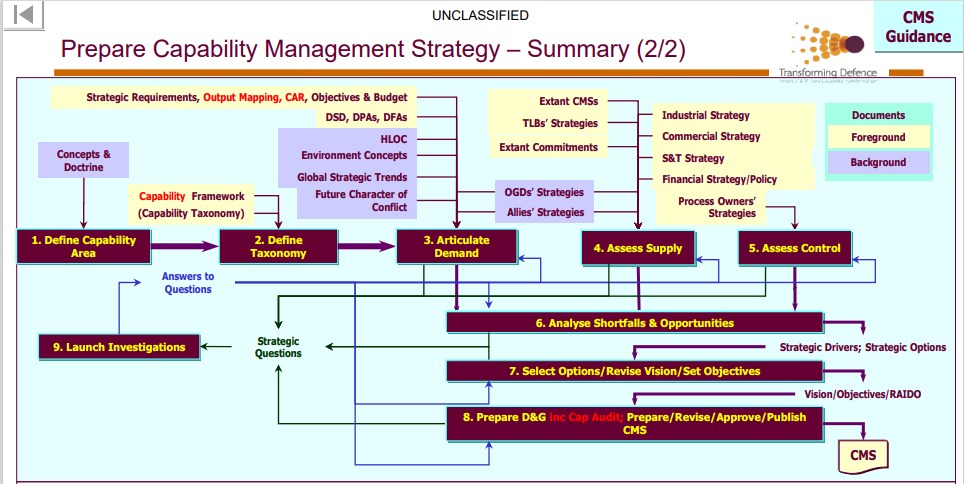 UNCLASSIFIED
CMS
Guidance
Prepare Capability Management Strategy – Summary (2/2)
Transforming Defence
Strategic Requirements, Output Mapping, CAR, Objectives & Budget
DSD, DPAs, DFAs
HLOC
Environment Concepts
Global Strategic Trends
Future Character of
Conflict
Concepts &
Doctrine
Capability Framework
(Capability Taxonomy)
Extant CMSs
TLBs' Strategies
Extant Commitments
OGDs' Strategies
Allies' Strategies
Industrial Strategy
Commercial Strategy
S&T Strategy
Financial Strategy/Policy
Process Owners'
Strategies
Documents
Foreground
Background
1. Define Capability
Area
2. Define
Taxonomy
3. Articulate
Demand
4. Assess Supply
5. Assess Control
Answers to
Questions
6. Analyse Shortfalls & Opportunities
9. Launch Investigations
Strategic
Questions
Strategic Drivers; Strategic Options
7. Select Options/Revise Vision/Set Objectives
Vision/Objectives/RAIDO
8. Prepare D&G inc Cap Audit; Prepare/Revise/Approve/Publish
CMS
CMS